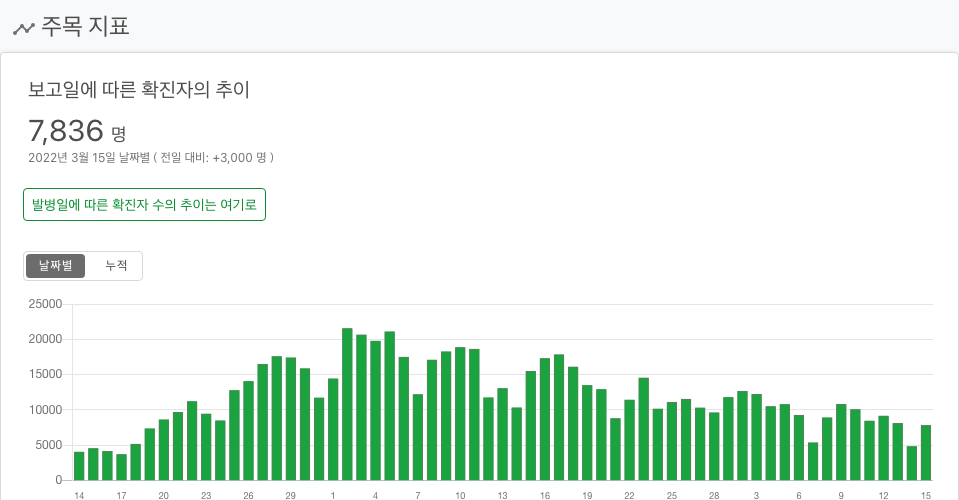 주목 지표
보고일에 따른 확진자의 추이
7,836 명
2022년 3월 15일 날짜별 ( 전일 대비: +3,000 명 )
발병일에 따른 확진자 수의 추이는 여기로
날짜별 누적
25000
20000
15000
10000
5000
0
14 17 20 23 26 29 1 4 7 10 13 16 19 22 25 28 3 6 9 12 15